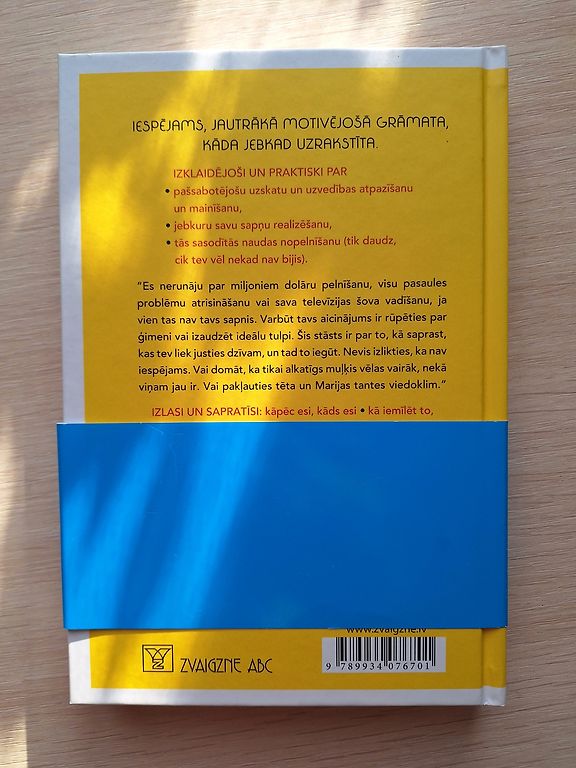 IESPĒJAMS, JAUTRĀKĀ MOTIVĒJOŠĀ GRĀMATA,
KĀDA JEBKAD UZRAKSTĪTA.
IZKLAIDĒJOŠI UN PRAKTISKI PAR
• pašsabotējošu uzskatu un uzvedības atpazīšanu
un mainīšanu,
• jebkuru savu sapņu realizēšanu,
• tās sasodītās naudas nopelnīšanu (tik daudz,
cik tev vēl nekad nav bijis).
"Es nerunāju par miljoniem dolāru pelnīšanu, visu pasaules
problēmu atrisināšanu vai sava televīzijas šova vadīšanu, ja
vien tas nav tavs sapnis. Varbūt tavs aicinājums ir rūpēties par
ģimeni vai izaudzēt ideālu tulpi. Šis stāsts ir par to, kā saprast,
kas tev liek justies dzīvam, un tad to iegūt. Nevis izlikties, ka nav
iespējams. Vai domāt, ka tikai alkatīgs muļķis vēlas vairāk, nekā
viņam jau ir. Vai pakļauties tēta un Marijas tantes viedoklim."
IZLASI UN SAPRATĪSI: kāpēc esi, kāds esi • kā iemīlēt to,
www.zvaigzne.lv
ZVAIGZNE ABC
9 789934 076701